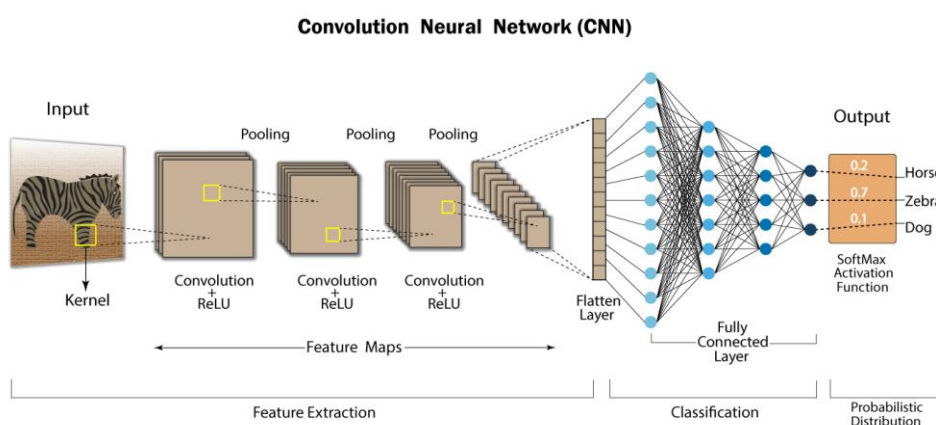 Convolution Neural Network (CNN)
Input
Output
Pooling
Pooling
Pooling
0.2
Horse
0.7
Zebra
0.1
Dog
SoftMax
Activation
Function
Kernel
Convolution
+
ReLU
Convolution
+
ReLU
Convolution
+
ReLU
Flatten
Layer
Fully
Connected
Layer
Feature Maps
Feature Extraction
Classification
Probabilistic
Distribution